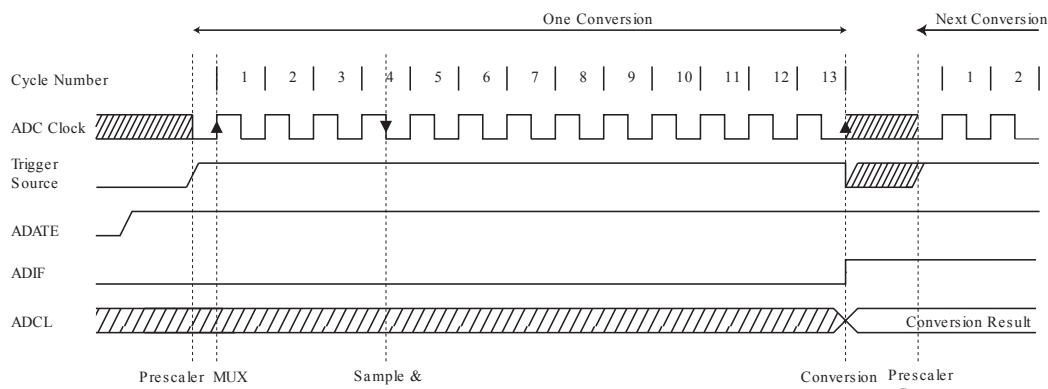 One Conversion Next Conversion
Cycle Number 1 2 3 4 5 6 7 8 9 10 11 12 13 1 2
ADC Clock
Trigger
Source
ADATE
ADIF
ADCL Conversion Result
Prescaler MUX Sample & Conversion Prescaler